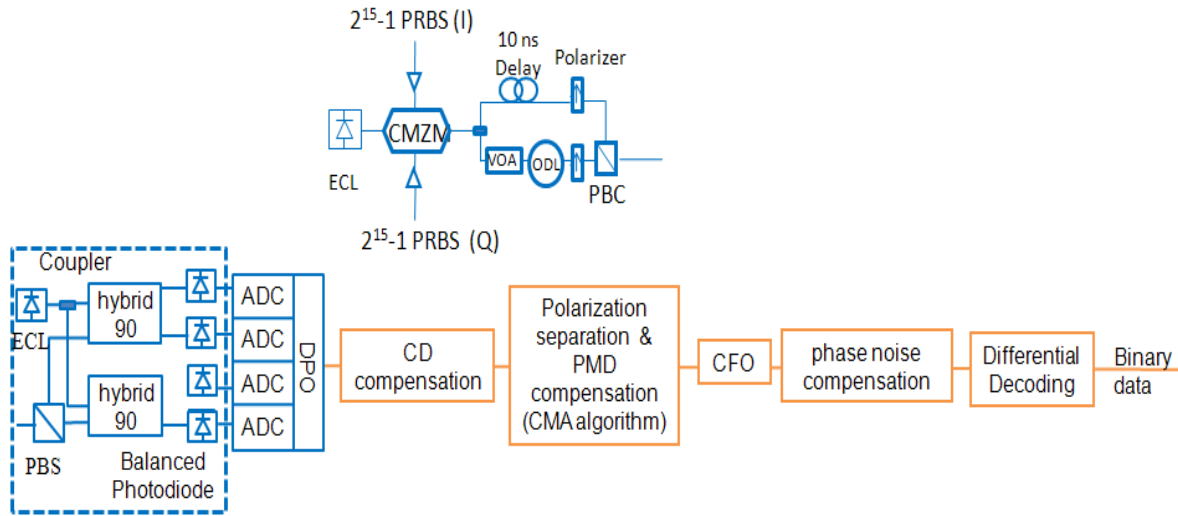 2¹⁵-1 PRBS (I)
10 ns
Delay
Polarizer
CMZM
VOA
ODL
ECL
PBC
2¹⁵-1 PRBS (Q)
Coupler
hybrid
90
ECL
hybrid
90
PBS
Balanced
Photodiode
ADC
ADC
ADC
ADC
DPO
CD
compensation
Polarization
separation &
PMD
compensation
(CMA algorithm)
CFO
phase noise
compensation
Differential
Decoding
Binary
data